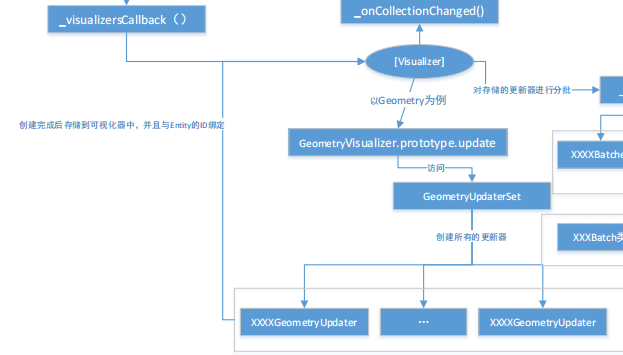 _onCollectionChanged()
_visualizersCallback（）
[Visualizer]
对存储的更新器进行分批
以Geometry为例
创建完成后存储到可视化器中，并且与Entity的ID绑定
GeometryVisualizer.prototype.update
XXXXBatche
访问
GeometryUpdaterSet
创建所有的更新器
XXXBatch类
XXXXGeometryUpdater
...
XXXXGeometryUpdater